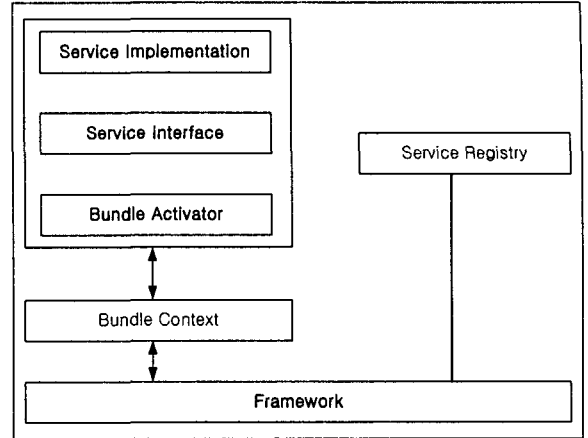 Service Implementation
Service Interface
Service Registry
Bundle Activator
Bundle Context
Framework